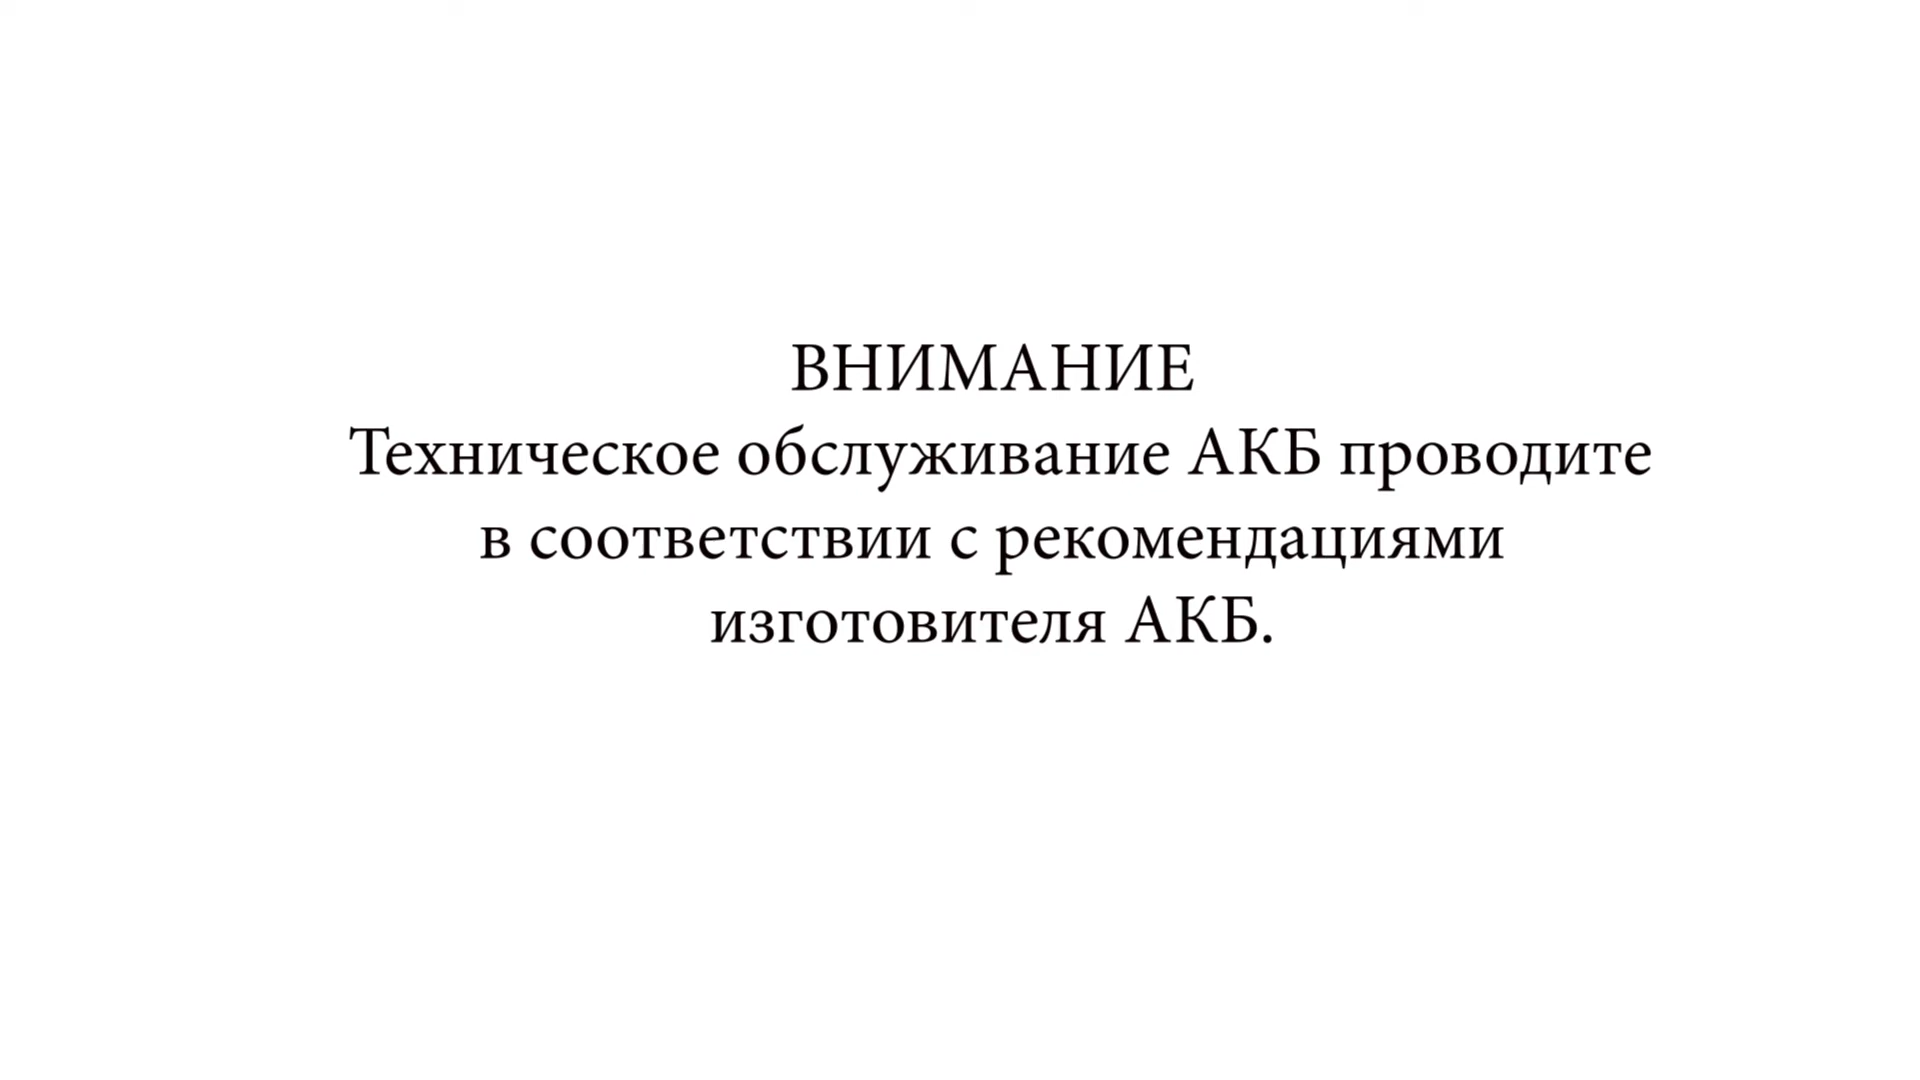 ВНИМАНИЕ
Техническое обслуживание АКБ проводите
в соответствии с рекомендациями
изготовителя АКБ.